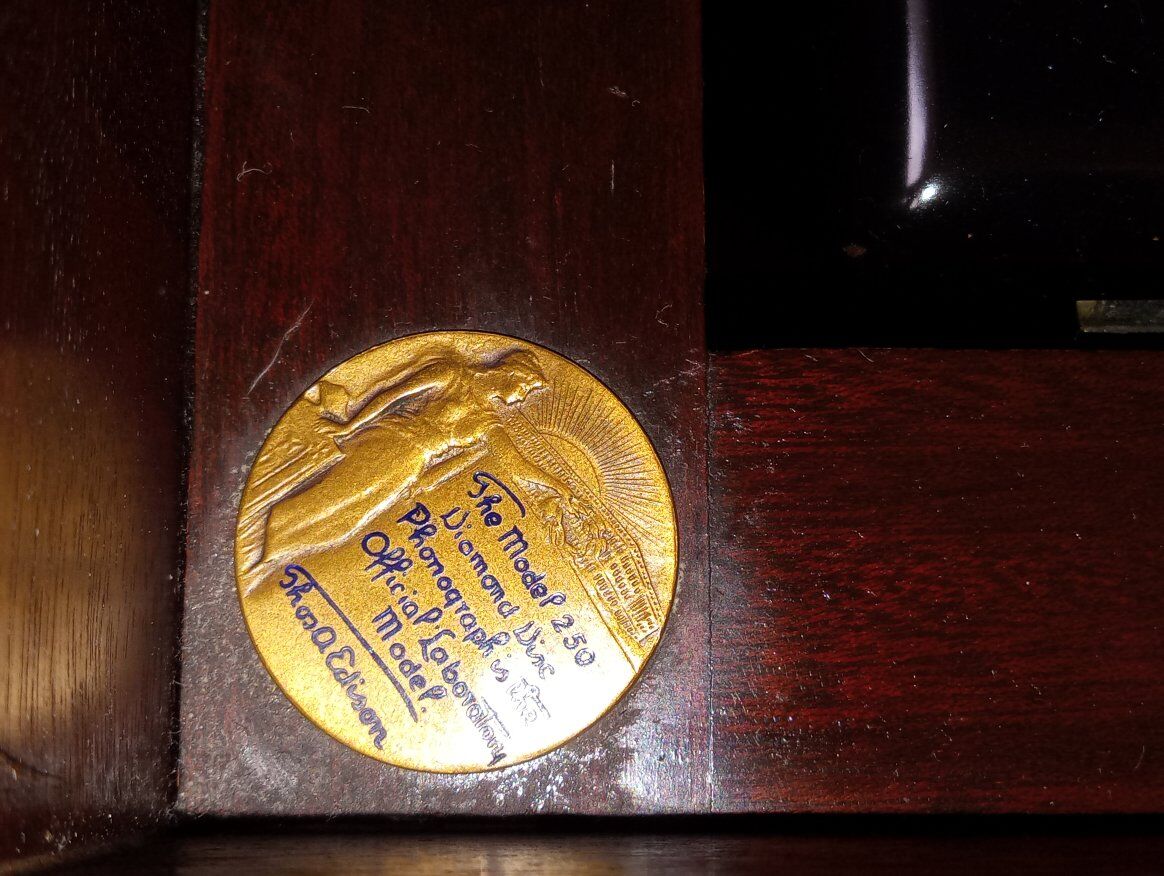 The Model 250
Diamond Disc
Phonograph is the
Official Laboratory
Model.
Thos A Edison